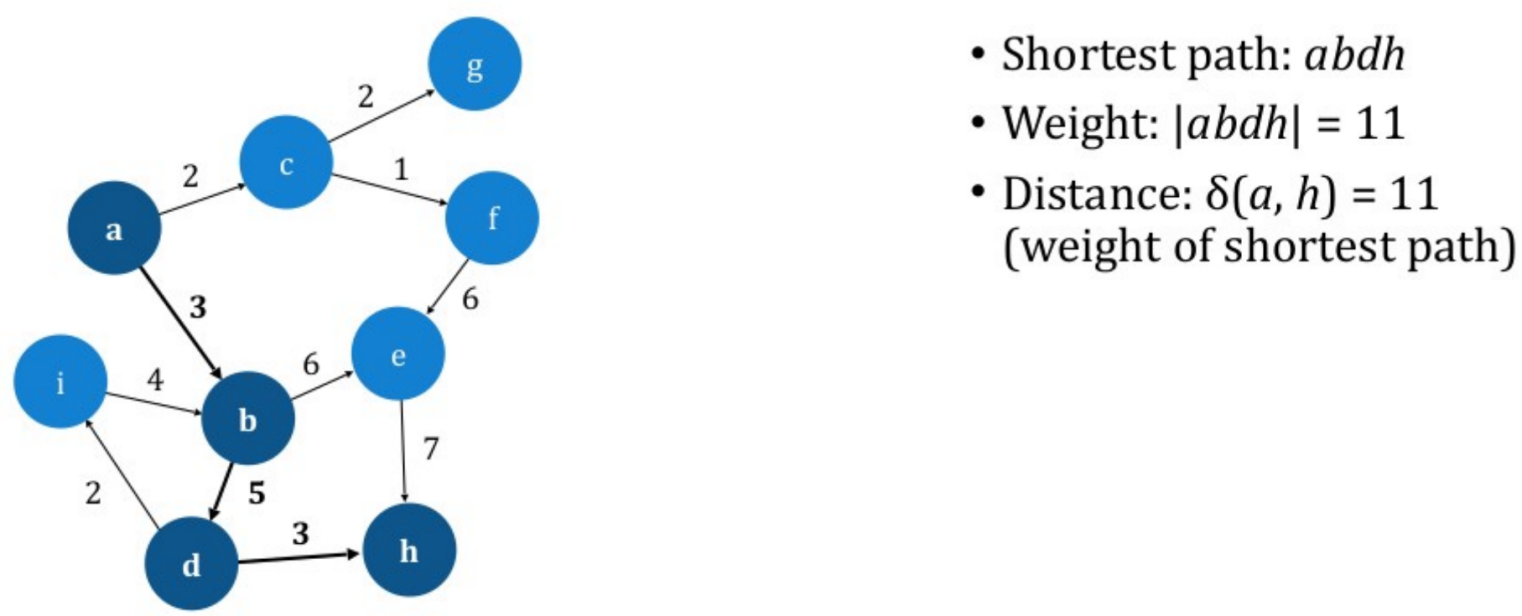 g
2
c
1
2
f
a
3
6
e
6
i
4
b
7
5
2
3
h
d
• Shortest path: abdh
• Weight: |abdh| = 11
• Distance: δ(a, h) = 11
(weight of shortest path)